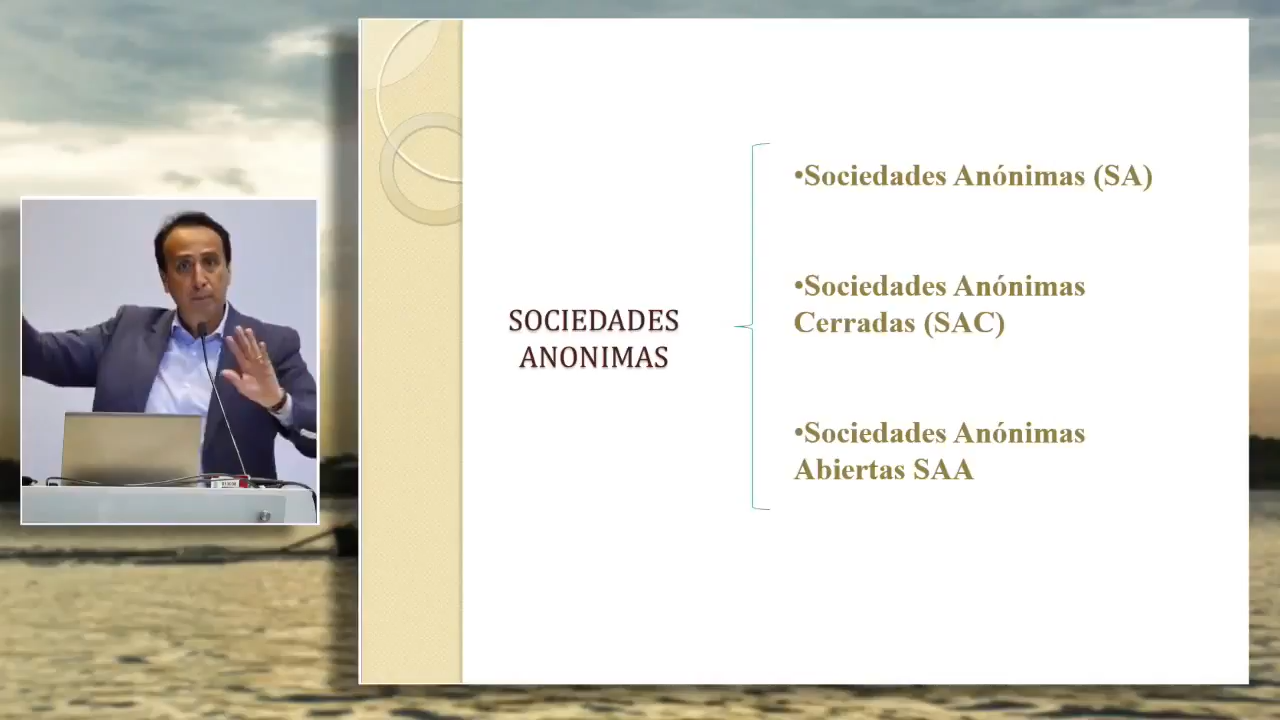 SOCIEDADES
ANONIMAS
•Sociedades Anónimas (SA)
•Sociedades Anónimas
Cerradas (SAC)
•Sociedades Anónimas
Abiertas SAA